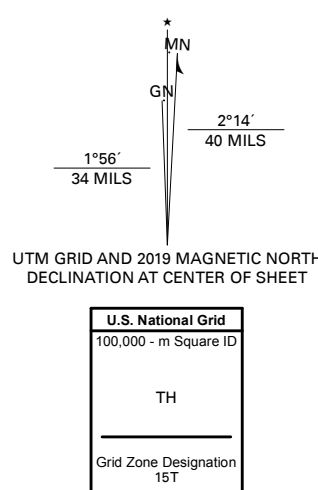 MN
GN
2°14´
40 MILS
1°56´
34 MILS
UTM GRID AND 2019 MAGNETIC NORTH
DECLINATION AT CENTER OF SHEET
U.S. National Grid
100,000 - m Square ID
TH
Grid Zone Designation
15T